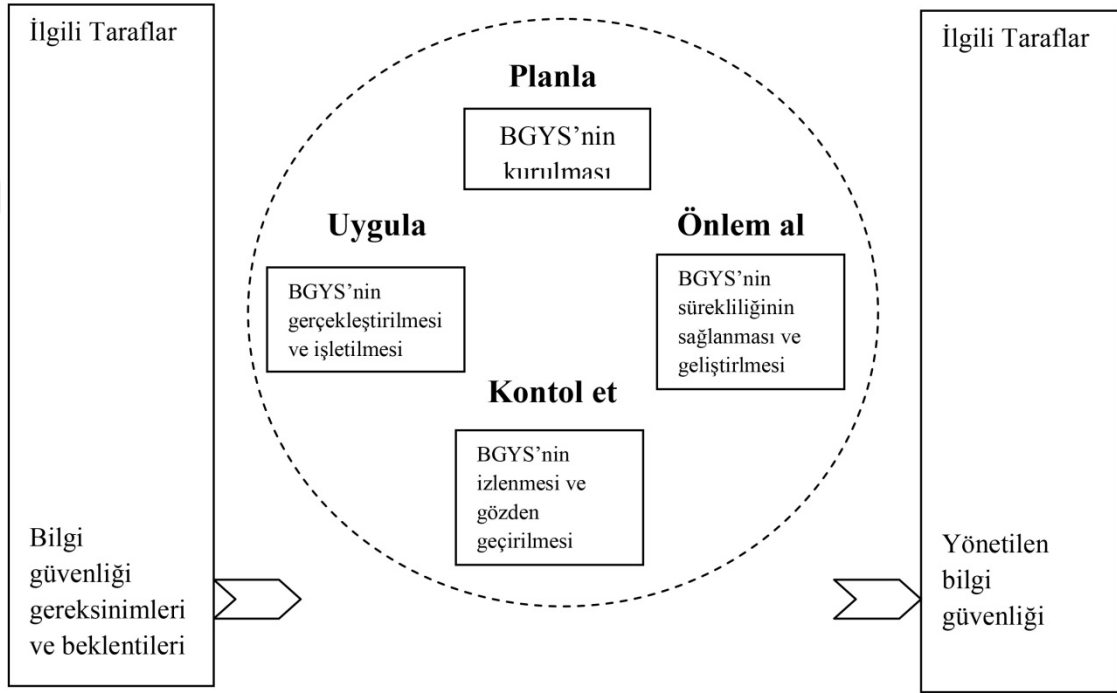 İlgili Taraflar
Bilgi
güvenliği
gereksinimleri
ve beklentileri
Planla
BGYS’nin
kurulması
Uygula
BGYS’nin
gerçekleştirilmesi
ve işletilmesi
Önlem al
BGYS’nin
sürekliliğinin
sağlanması ve
geliştirlmesi
Kontol et
BGYS’nin
izlenmesi ve
gözden
geçirilmesi
İlgili Taraflar
Yönetilen
bilgi
güvenliği